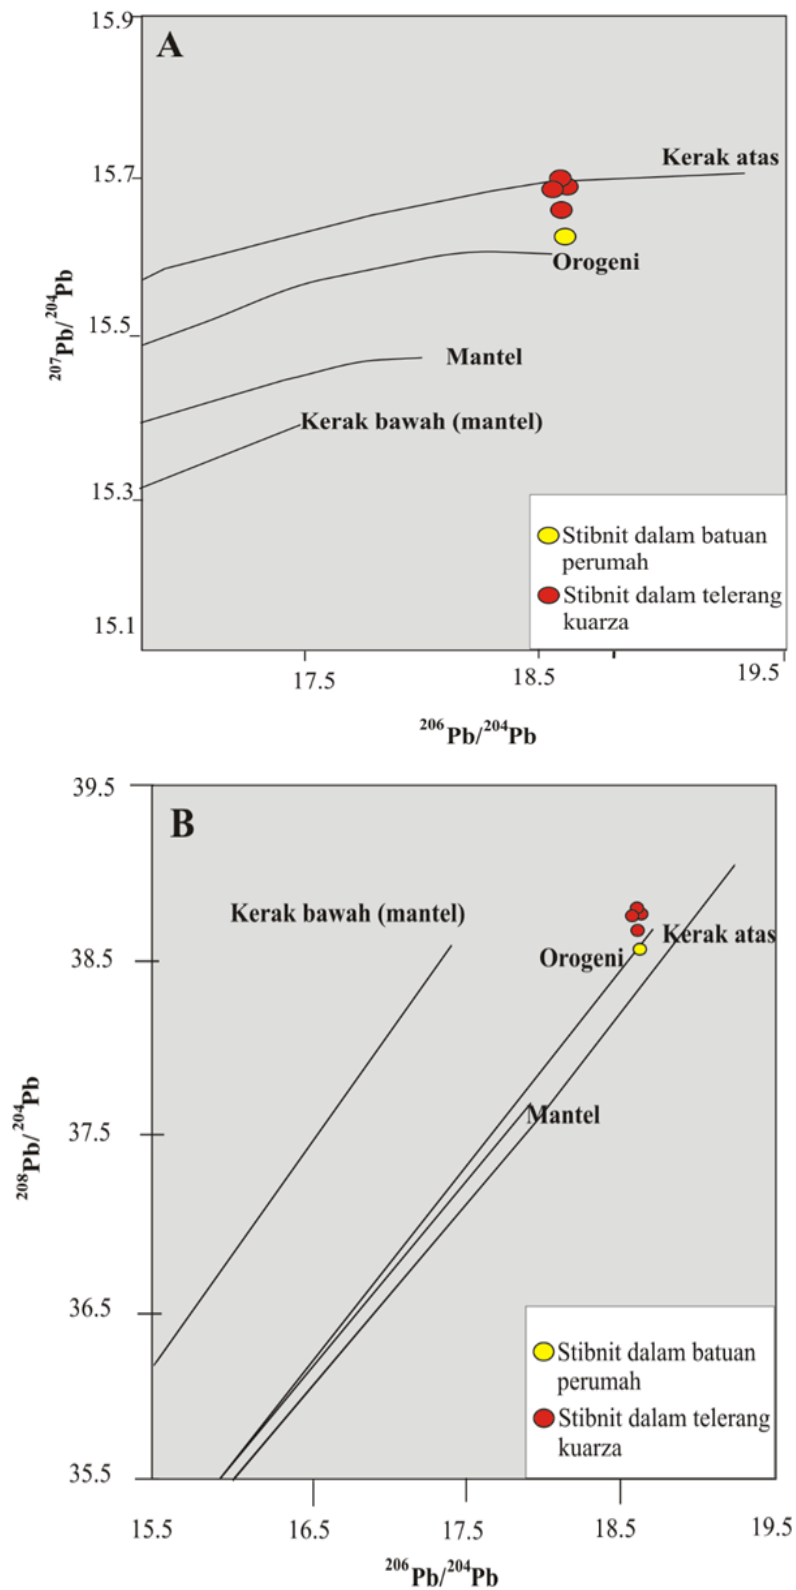 15.9
A
Kerak atas
15.7
Orogeni
15.5
²⁰⁷Pb/²⁰⁴Pb
Mantel
Kerak bawah (mantel)
15.3
Stibnit dalam batuan
perumah
Stibnit dalam telerang
kuarza
15.1
17.5
18.5
19.5
²⁰⁶Pb/²⁰⁴Pb
39.5
B
Kerak bawah (mantel)
Kerak atas
Orogeni
38.5
²⁰⁸Pb/²⁰⁴Pb
Mantel
37.5
36.5
Stibnit dalam batuan
perumah
Stibnit dalam telerang
kuarza
35.5
15.5
16.5
17.5
18.5
19.5
²⁰⁶Pb/²⁰⁴Pb